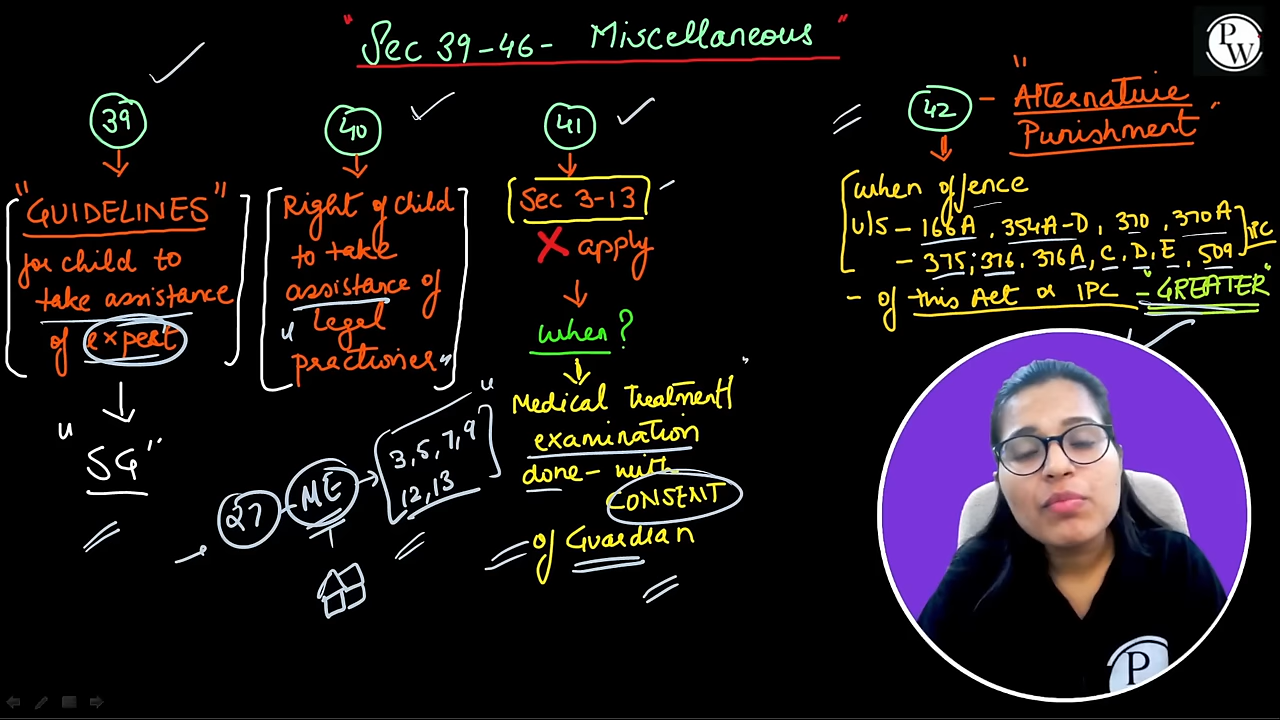 " Sec 39-46- Miscellaneous "
PW
39
"GUIDELINES"
for child to
take assistance
of expert
"SG"
40
Right of child
to take
assistance of
" legal
practioner"
27 - ME → 3,5,7,9
12,13
41
Sec 3-13
X apply
when?
Medical treatment/
examination
done- with
CONSENT
of Guardian
42 - "Alternative
Punishment"
when offence
u/s - 166A, 354A-D, 370, 370A
- 375, 376, 376A, C, D, E, 509 IPC
- of this Act or IPC - "GREATER"
P